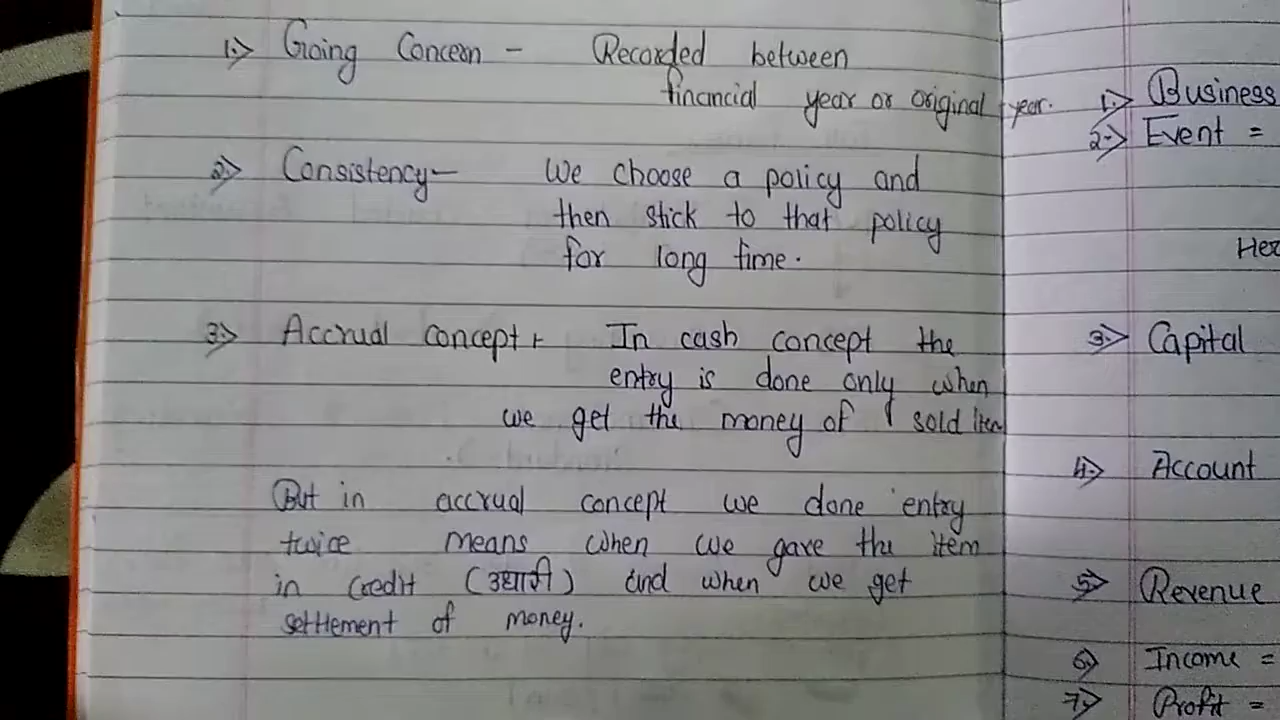 1.> Going Concern - Recorded between
financial year or original year.
2.> Consistency - We choose a policy and
then stick to that policy
for long time.
3.> Accrual concept + In cash concept the
entry is done only when
we get the money of sold item
But in accrual concept we done entry
twice means when we gave the item
in credit (उधारी) and when we get
settlement of money.
1.> Business
2.> Event =
Her
3.> Capital
4.> Account
5.> Revenue
6.> Income =
7.> Profit =